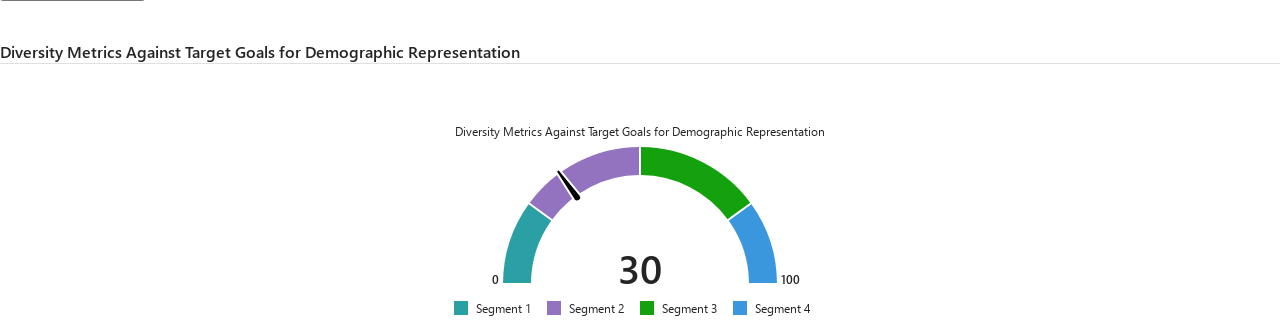 Diversity Metrics Against Target Goals for Demographic Representation
Diversity Metrics Against Target Goals for Demographic Representation
30
0
100
Segment 1
Segment 2
Segment 3
Segment 4